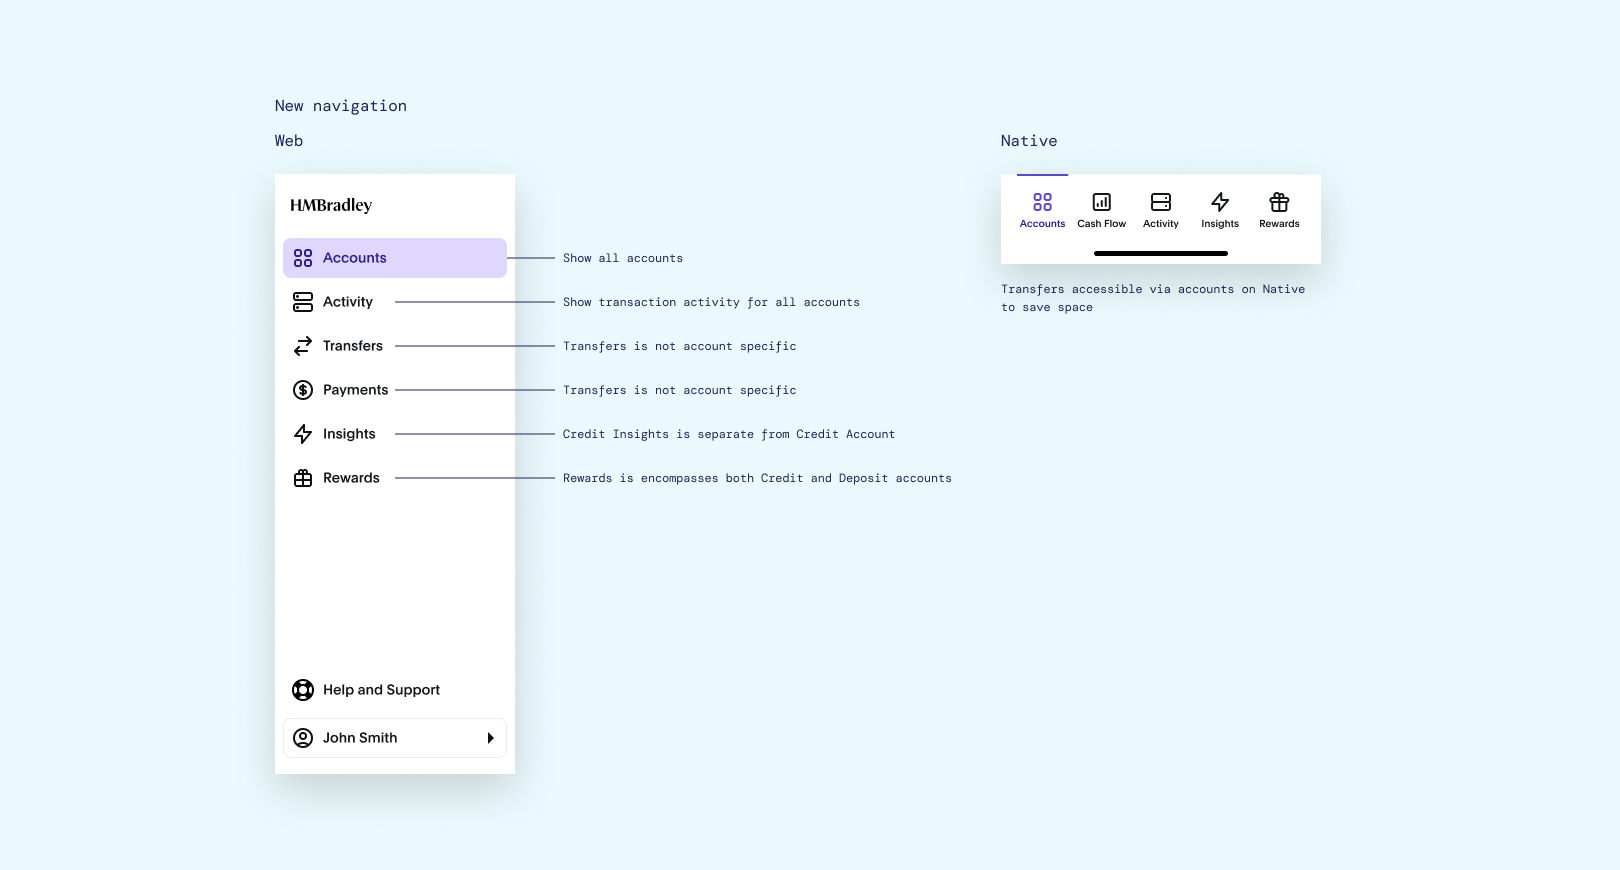 New navigation
Web
HMBradley
Accounts
Show all accounts
Activity
Show transaction activity for all accounts
Transfers
Transfers is not account specific
Payments
Transfers is not account specific
Insights
Credit Insights is separate from Credit Account
Rewards
Rewards is encompasses both Credit and Deposit accounts
Help and Support
John Smith
Native
Accounts Cash Flow Activity Insights Rewards
Transfers accessible via accounts on Native
to save space